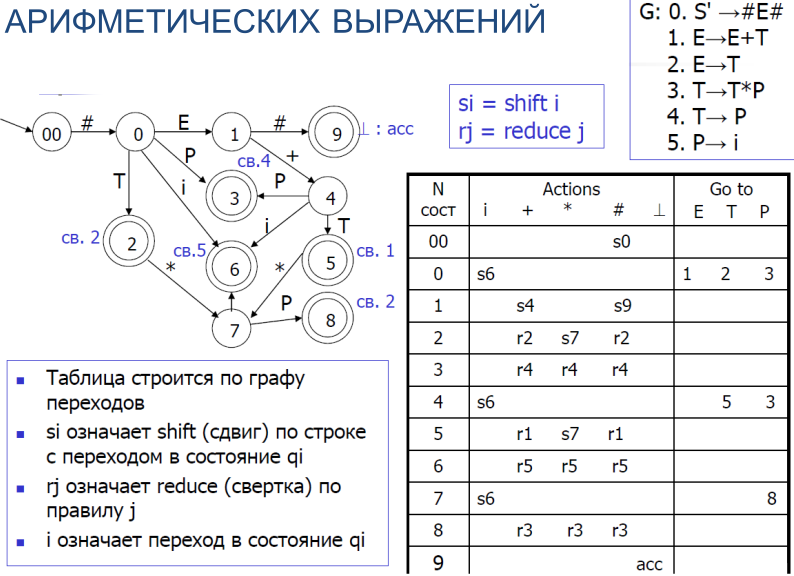 АРИФМЕТИЧЕСКИХ ВЫРАЖЕНИЙ
G: 0. S' →#E#
1. E→E+T
2. E→T
3. T→T*P
4. T→ P
5. P→ i
si = shift i
rj = reduce j
00 # 0 E 1 # 9 ⊥ : acc
P св.4 +
T i 3 P 4
i T
св. 2 2 св.5 6 5 св. 1
* *
7 P 8 св. 2
N сост Actions Go to
i + * # ⊥ E T P
00 s0
0 s6 1 2 3
1 s4 s9
2 r2 s7 r2
3 r4 r4 r4
4 s6 5 3
5 r1 s7 r1
6 r5 r5 r5
7 s6 8
8 r3 r3 r3
9 acc
Таблица строится по графу
переходов
si означает shift (сдвиг) по строке
с переходом в состояние qi
rj означает reduce (свертка) по
правилу j
i означает переход в состояние qi